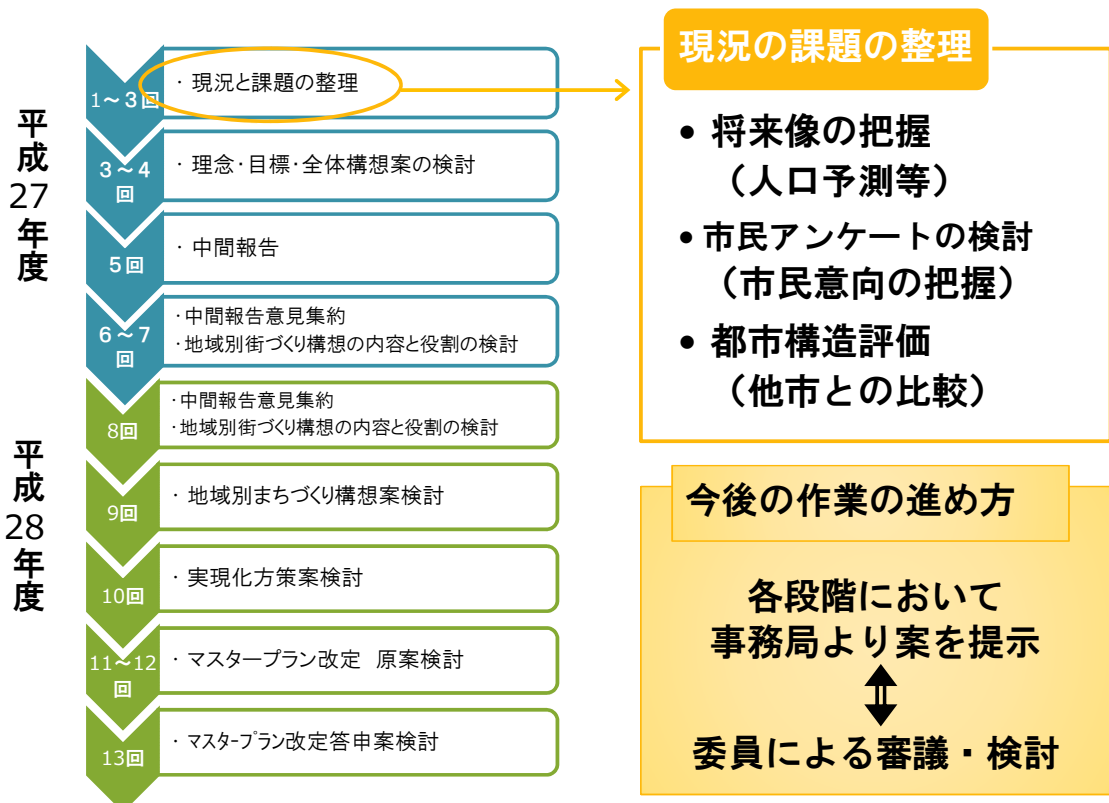 平成27年度
1～3回
・現況と課題の整理
3～4
回
・理念・目標・全体構想案の検討
5回
・中間報告
6～7
回
・中間報告意見集約
・地域別街づくり構想の内容と役割の検討
平成28年度
8回
・中間報告意見集約
・地域別街づくり構想の内容と役割の検討
9回
・地域別まちづくり構想案検討
10回
・実現化方策案検討
11～12
回
・マスタープラン改定 原案検討
13回
・マスタープラン改定答申案検討
現況の課題の整理
• 将来像の把握
（人口予測等）
• 市民アンケートの検討
（市民意向の把握）
• 都市構造評価
（他市との比較）
今後の作業の進め方
各段階において
事務局より案を提示
委員による審議・検討